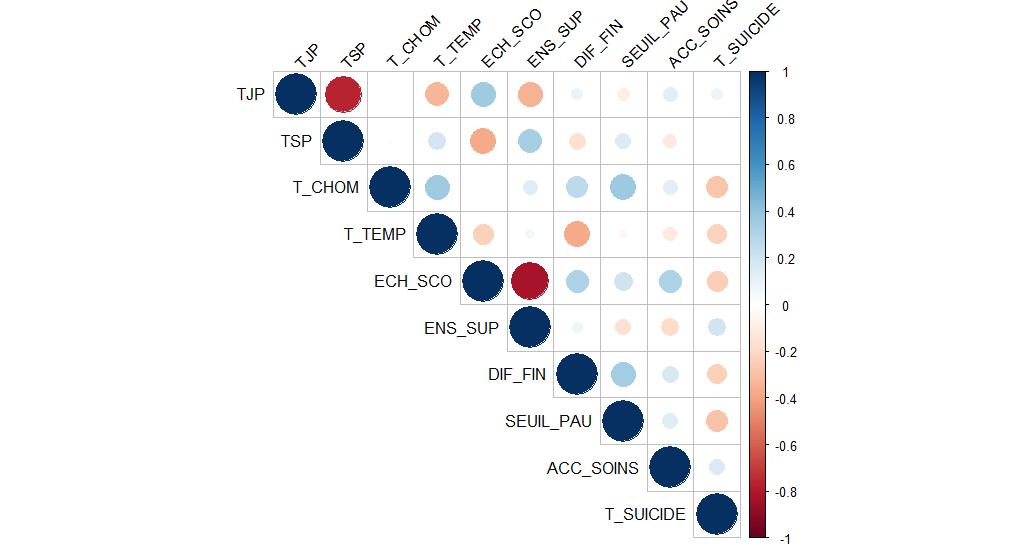 TJP
TSP
T_CHOM
T_TEMP
ECH_SCO
ENS_SUP
DIF_FIN
SEUIL_PAU
ACC_SOINS
T_SUICIDE
TJP
TSP
T_CHOM
T_TEMP
ECH_SCO
ENS_SUP
DIF_FIN
SEUIL_PAU
ACC_SOINS
T_SUICIDE
1
0.8
0.6
0.4
0.2
0
-0.2
-0.4
-0.6
-0.8
-1